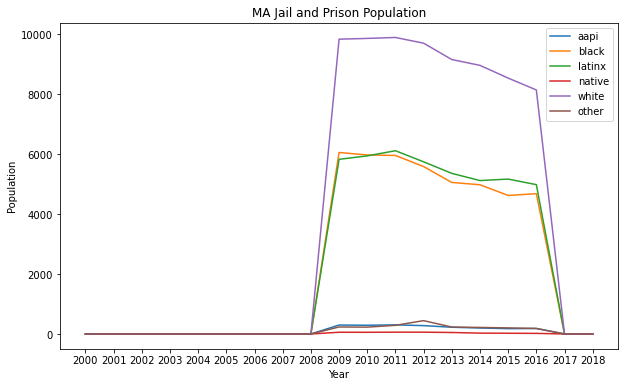 MA Jail and Prison Population
10000
8000
6000
4000
2000
0
Population
aapi
black
latinx
native
white
other
2000 2001 2002 2003 2004 2005 2006 2007 2008 2009 2010 2011 2012 2013 2014 2015 2016 2017 2018
Year